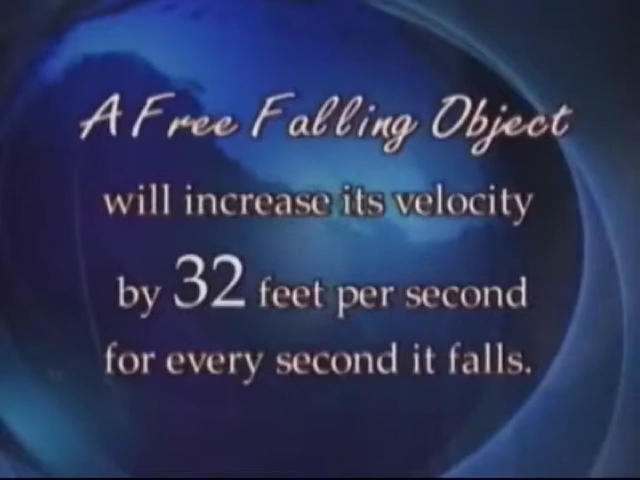 A Free Falling Object
will increase its velocity
by 32 feet per second
for every second it falls.